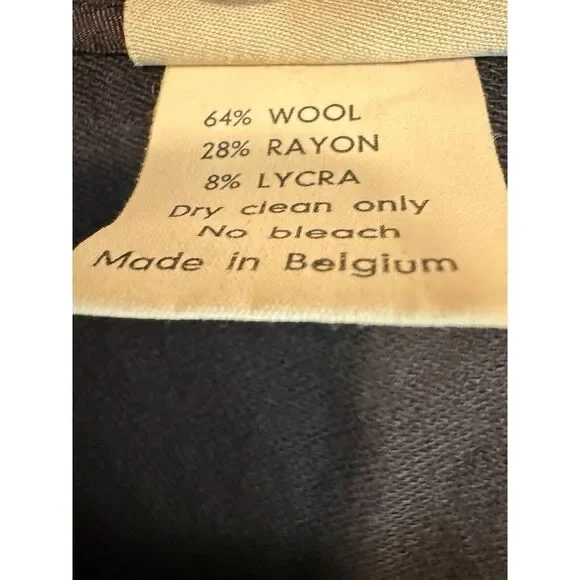 64% WOOL
28% RAYON
8% LYCRA
Dry clean only
No bleach
Made in Belgium